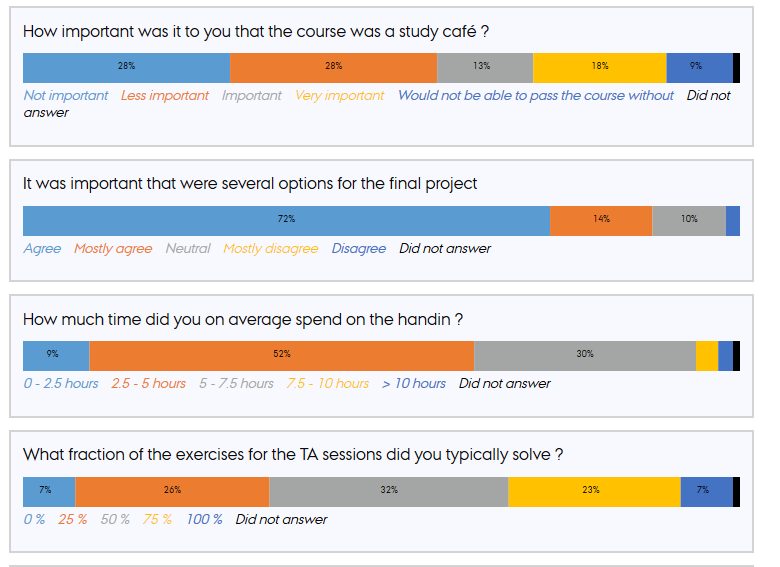 How important was it to you that the course was a study café ?
28% 28% 13% 18% 9%
Not important Less important Important Very important Would not be able to pass the course without Did not
answer
It was important that were several options for the final project
72% 14% 10%
Agree Mostly agree Neutral Mostly disagree Disagree Did not answer
How much time did you on average spend on the handin ?
9% 52% 30%
0 - 2.5 hours 2.5 - 5 hours 5 - 7.5 hours 7.5 - 10 hours > 10 hours Did not answer
What fraction of the exercises for the TA sessions did you typically solve ?
7% 26% 32% 23% 7%
0 % 25 % 50 % 75 % 100 % Did not answer